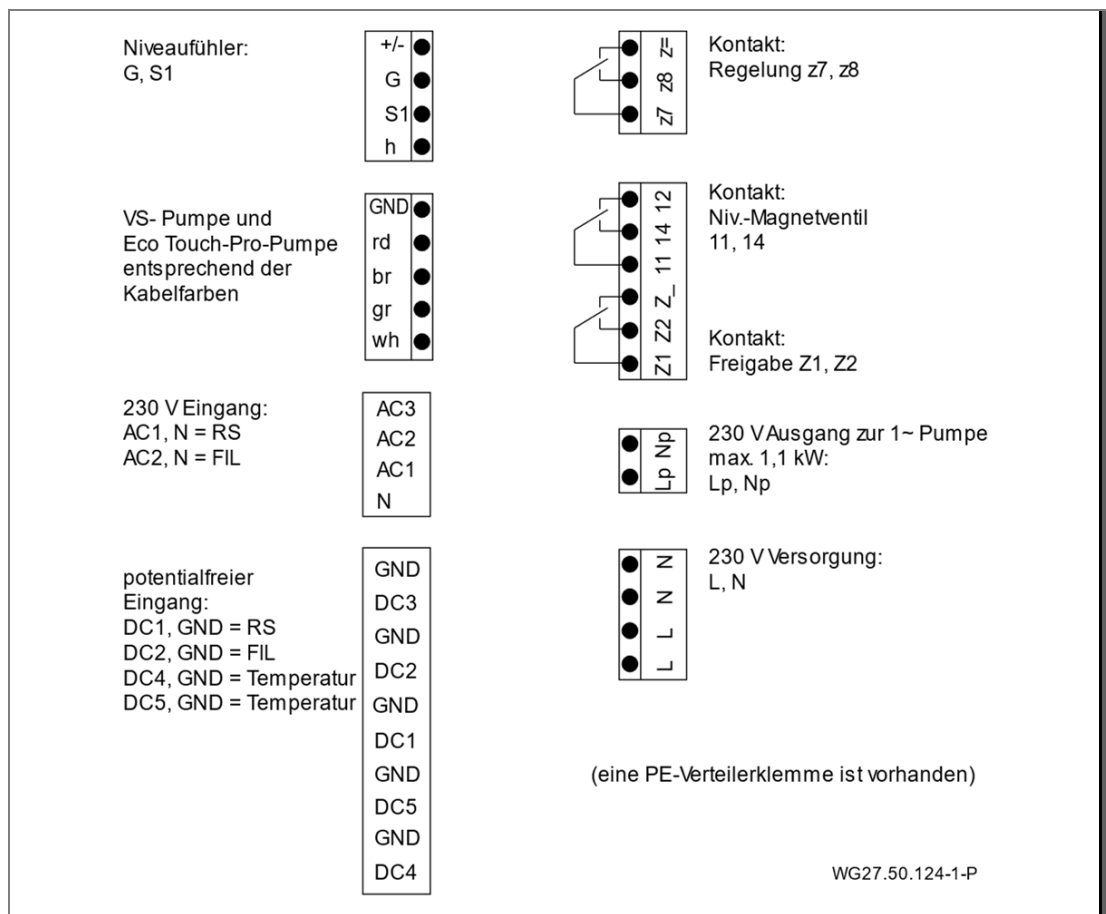 Niveaufühler:
G, S1
+/-
G
S1
h
VS- Pumpe und
Eco Touch-Pro-Pumpe
entsprechend der
Kabelfarben
GND
rd
br
gr
wh
230 V Eingang:
AC1, N = RS
AC2, N = FIL
AC3
AC2
AC1
N
potentialfreier
Eingang:
DC1, GND = RS
DC2, GND = FIL
DC4, GND = Temperatur
DC5, GND = Temperatur
GND
DC3
GND
DC2
GND
DC1
GND
DC5
GND
DC4
z=
z8
z7
Kontakt:
Regelung z7, z8
12
14
11
Z_
Z2
Z1
Kontakt:
Niv.-Magnetventil
11, 14
Kontakt:
Freigabe Z1, Z2
Np
Lp
230 V Ausgang zur 1~ Pumpe
max. 1,1 kW:
Lp, Np
N
N
L
L
230 V Versorgung:
L, N
(eine PE-Verteilerklemme ist vorhanden)
WG27.50.124-1-P